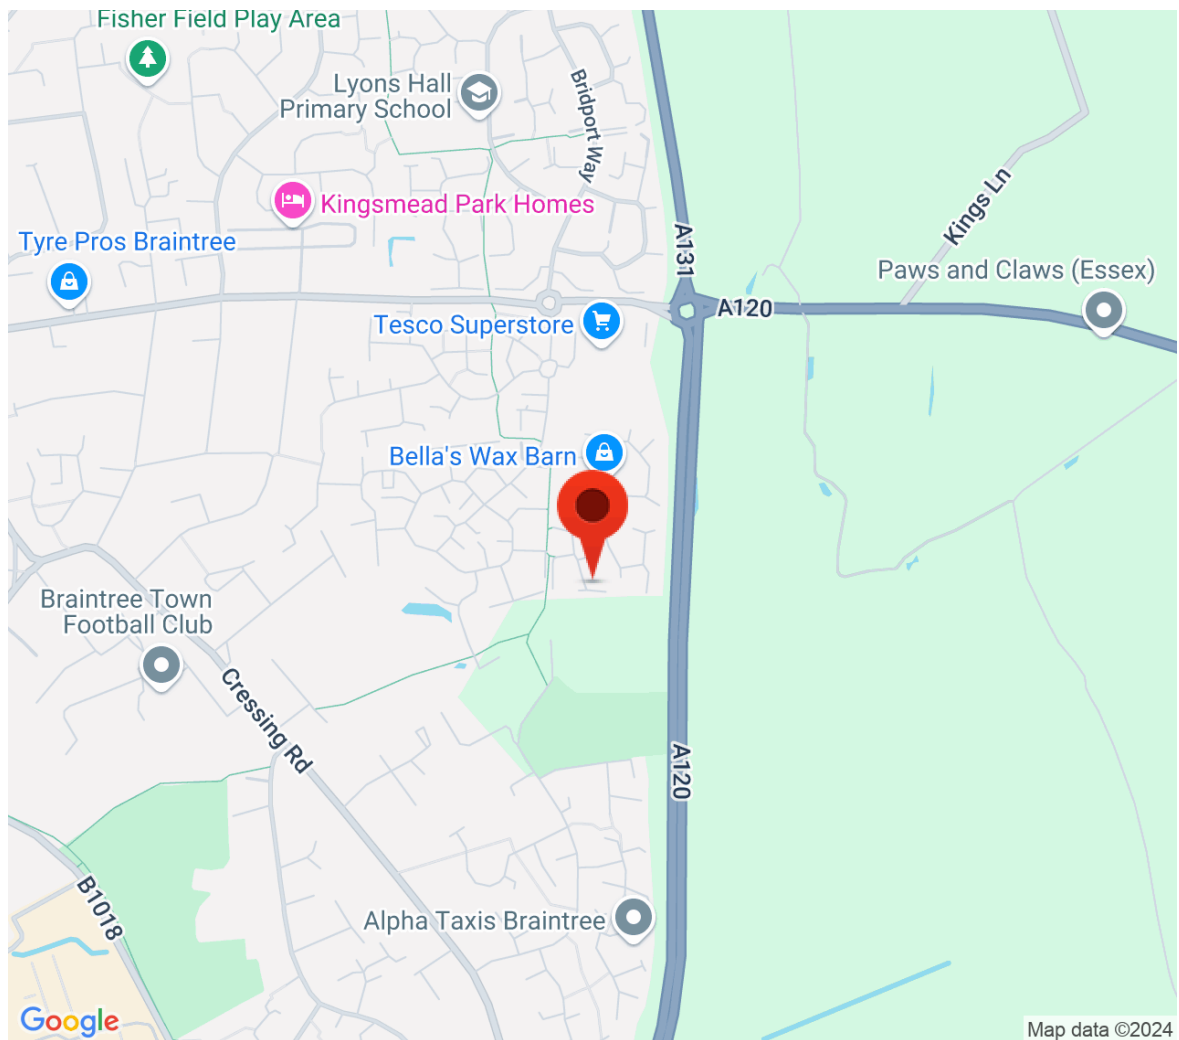 Fisher Field Play Area
Lyons Hall
Primary School
Bridport Way
Kingsmead Park Homes
Kings Ln
Tyre Pros Braintree
A131
Paws and Claws (Essex)
Tesco Superstore
A120
Bella's Wax Barn
Braintree Town
Football Club
Cressing Rd
A120
B1018
Alpha Taxis Braintree
Google
Map data ©2024